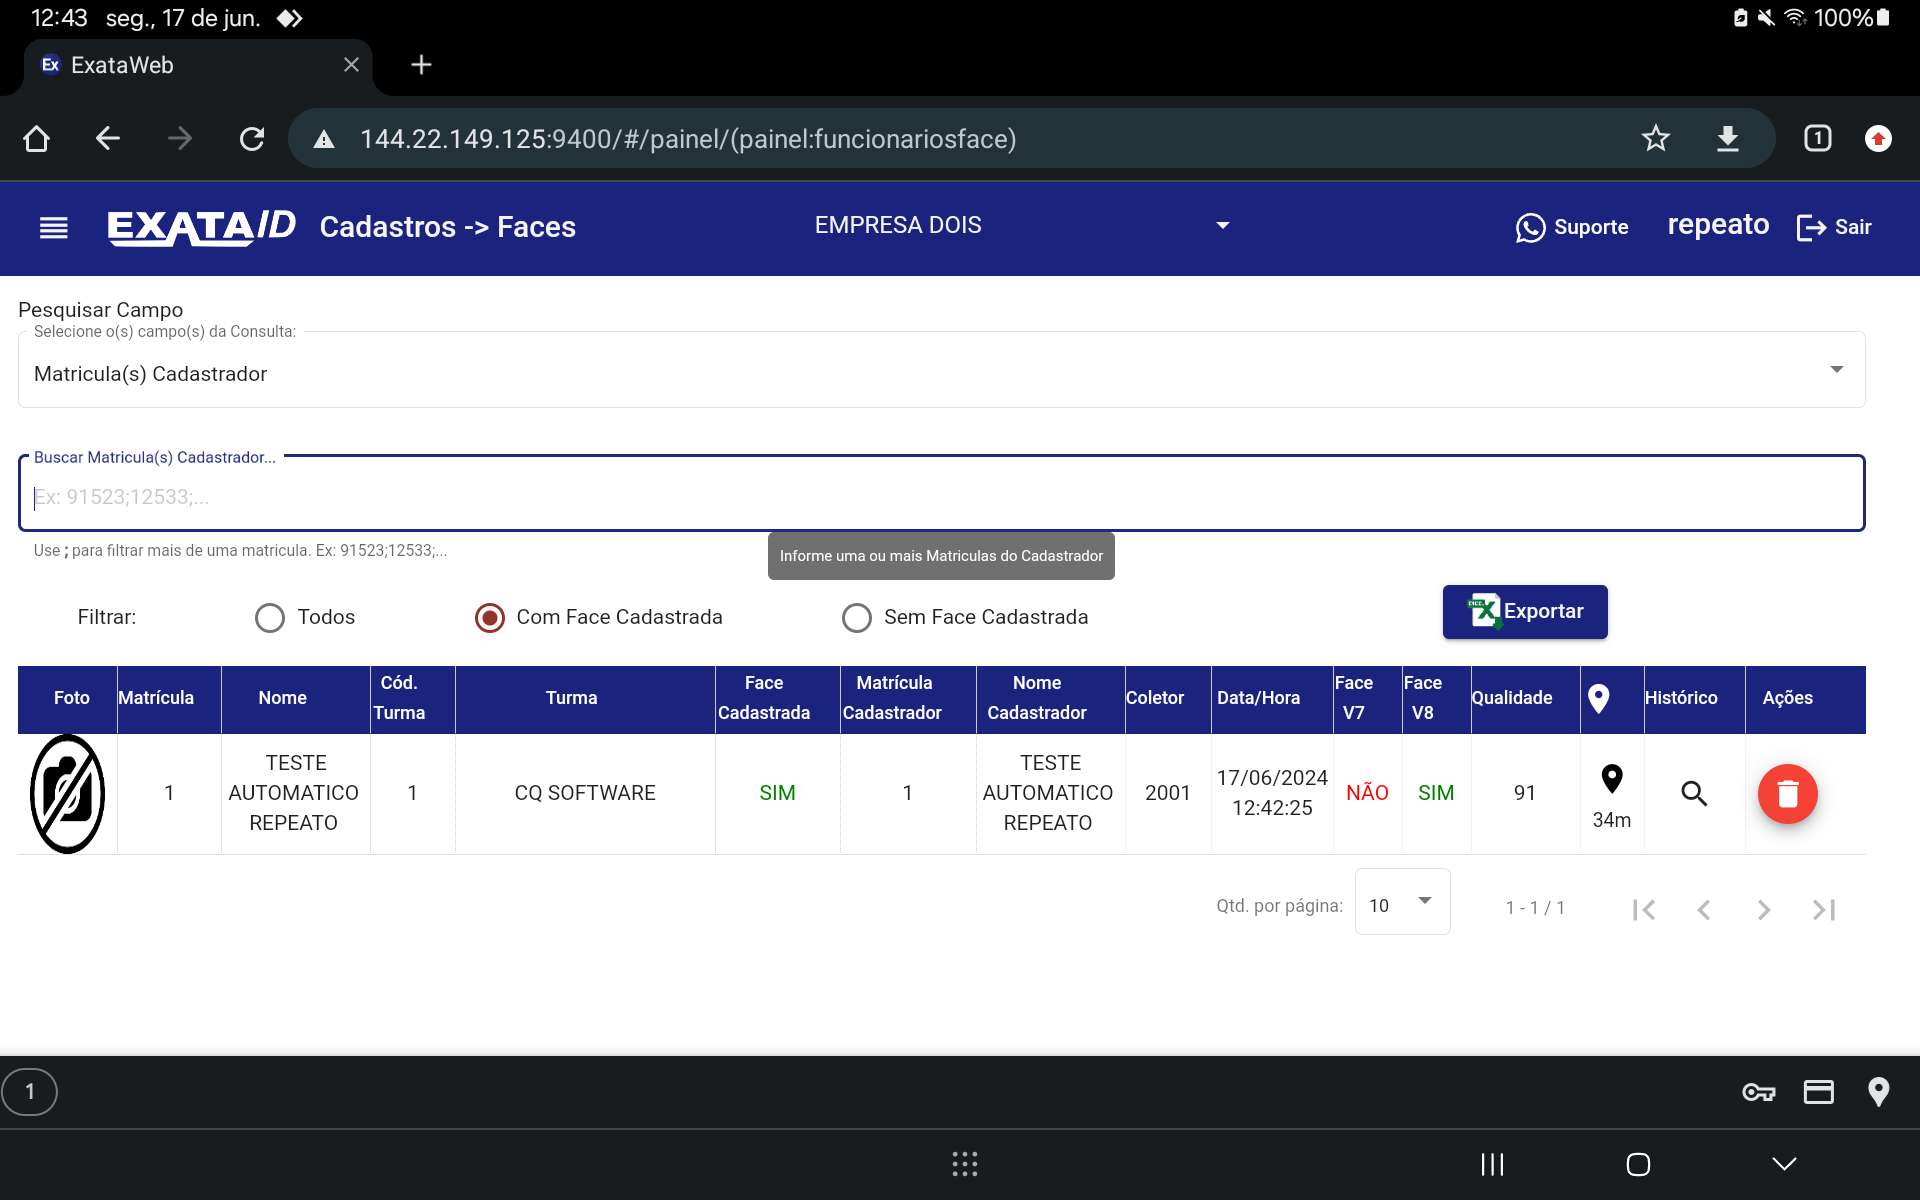 12:43 seg., 17 de jun. 100%
Ex ExataWeb
144.22.149.125:9400/#/painel/(painel:funcionariosface) 1
EXATA/ID Cadastros -> Faces EMPRESA DOIS Suporte repeato Sair
Pesquisar Campo
Selecione o(s) campo(s) da Consulta:
Matricula(s) Cadastrador
Buscar Matricula(s) Cadastrador...
Ex: 91523;12533;...
Use ; para filtrar mais de uma matricula. Ex: 91523;12533;...
Informe uma ou mais Matriculas do Cadastrador
Filtrar: Todos Com Face Cadastrada Sem Face Cadastrada Exportar
Foto Matrícula Nome Cód. Turma Turma Face Cadastrada Matrícula Cadastrador Nome Cadastrador Coletor Data/Hora Face V7 Face V8 Qualidade Histórico Ações
1 TESTE AUTOMATICO REPEATO 1 CQ SOFTWARE SIM 1 TESTE AUTOMATICO REPEATO 2001 17/06/2024 12:42:25 NÃO SIM 91 34m
Qtd. por página: 10 1 - 1 / 1
1